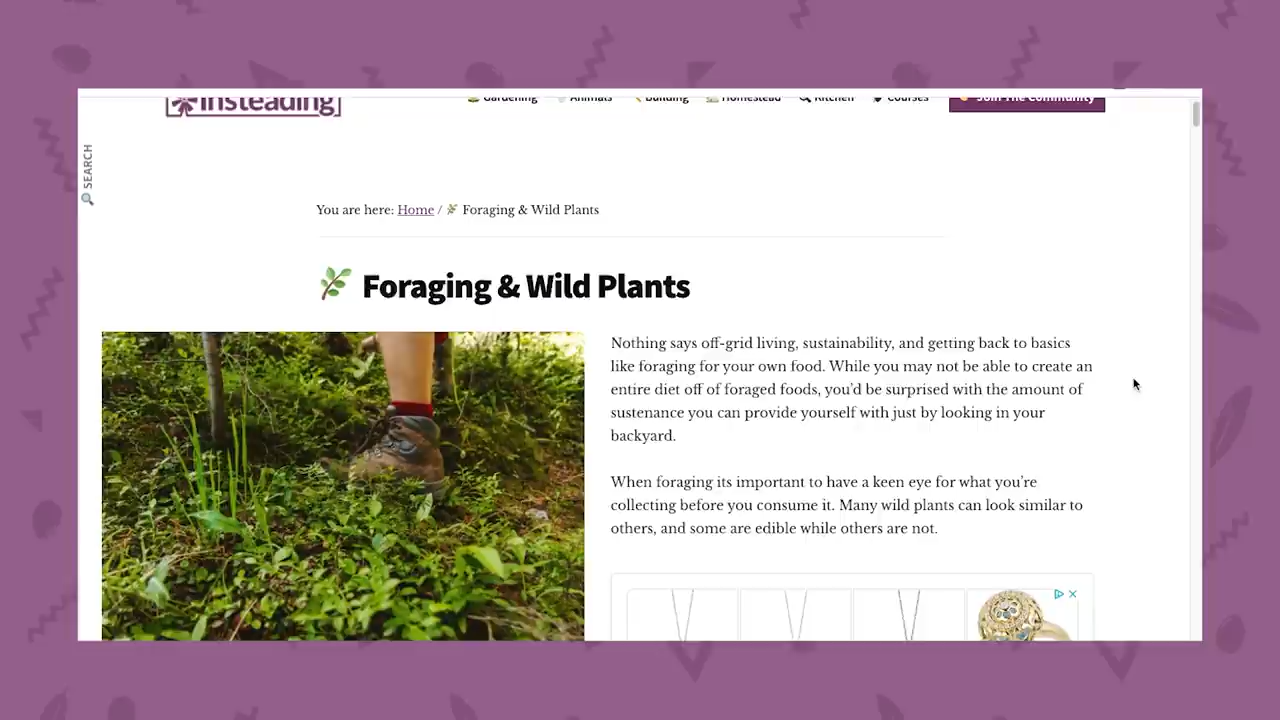 Insteading
Gardening Animals Building Homestead Kitchen Courses Join The Community
SEARCH
You are here: Home / Foraging & Wild Plants
Foraging & Wild Plants
Nothing says off-grid living, sustainability, and getting back to basics
like foraging for your own food. While you may not be able to create an
entire diet off of foraged foods, you'd be surprised with the amount of
sustenance you can provide yourself with just by looking in your
backyard.
When foraging its important to have a keen eye for what you're
collecting before you consume it. Many wild plants can look similar to
others, and some are edible while others are not.